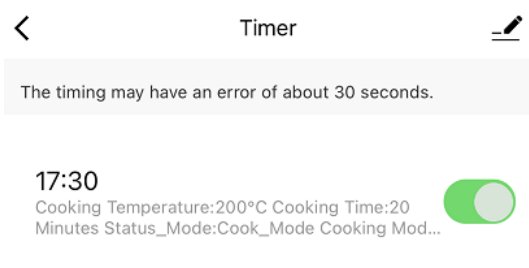 Timer
The timing may have an error of about 30 seconds.
17:30
Cooking Temperature:200°C Cooking Time:20
Minutes Status_Mode:Cook_Mode Cooking Mod...